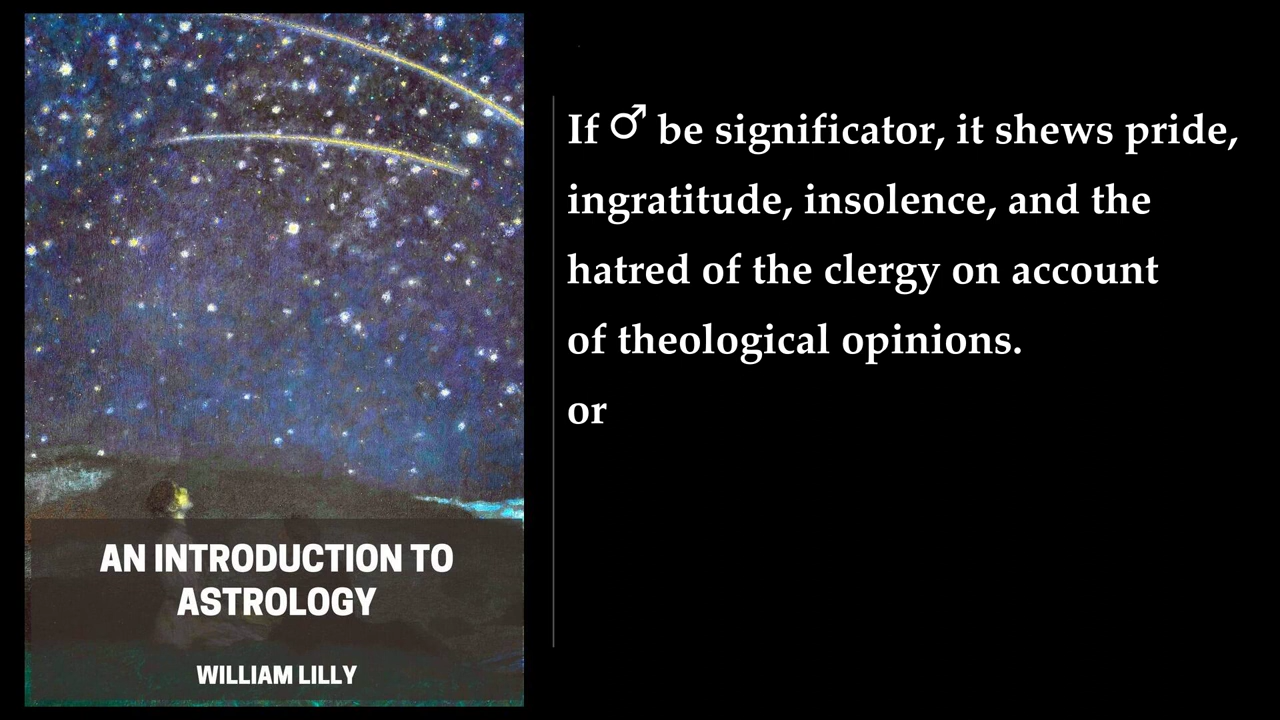 If ♂ be significator, it shews pride,
ingratitude, insolence, and the
hatred of the clergy on account
of theological opinions.
or
AN INTRODUCTION TO
ASTROLOGY
WILLIAM LILLY